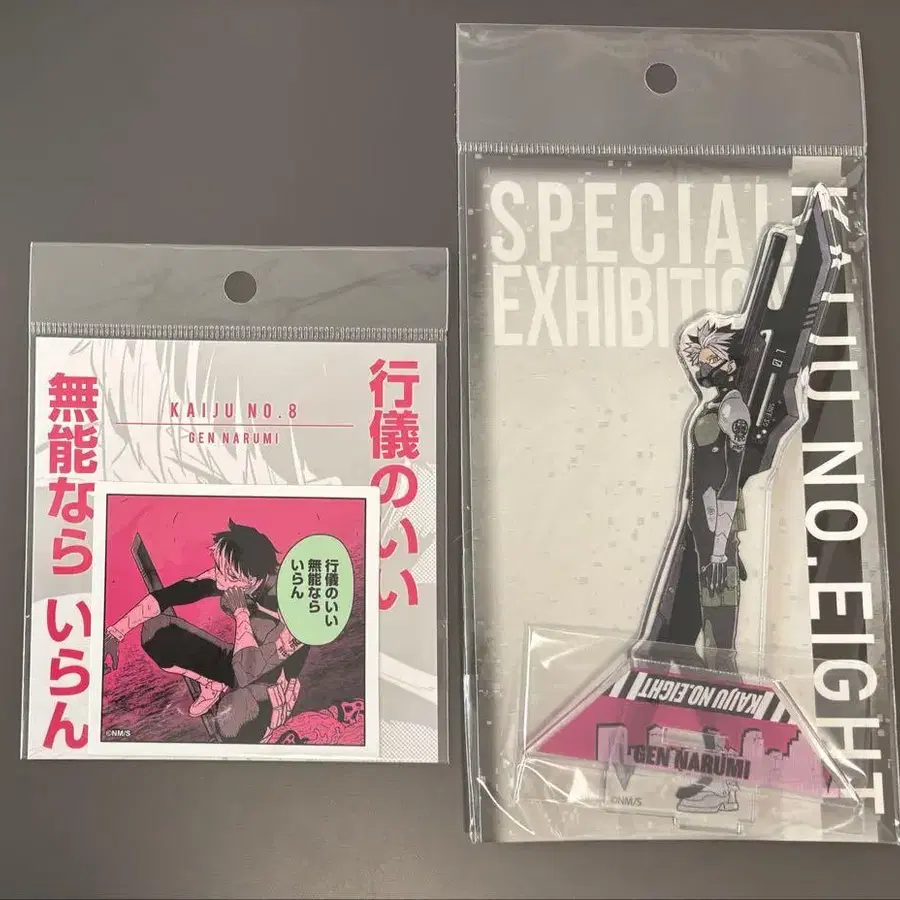 KAIJU NO.8
GEN NARUMI
行儀のいい
無能なら いらん
行儀のいい
無能なら
いらん
©NM/S
SPECIAL
EXHIBITION
KAIJU NO.EIGHT
01
KAIJU NO.EIGHT
GEN NARUMI
©NM/S